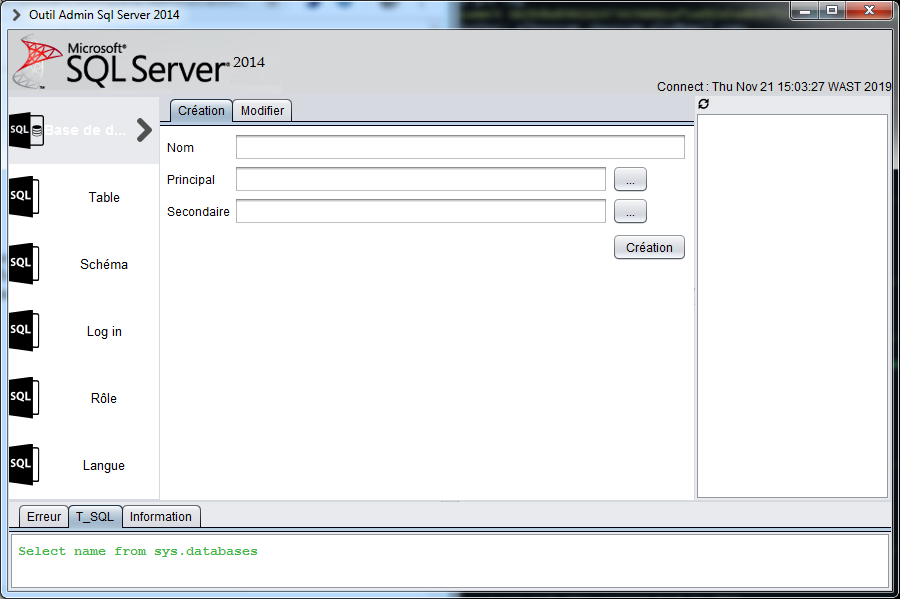 Outil Admin Sql Server 2014
Microsoft®
SQL Server® 2014
Connect : Thu Nov 21 15:03:27 WAST 2019
SQL Base de d...
SQL Table
SQL Schéma
SQL Log in
SQL Rôle
SQL Langue
Création Modifier
Nom
Principal ...
Secondaire ...
Création
Erreur T_SQL Information
Select name from sys.databases